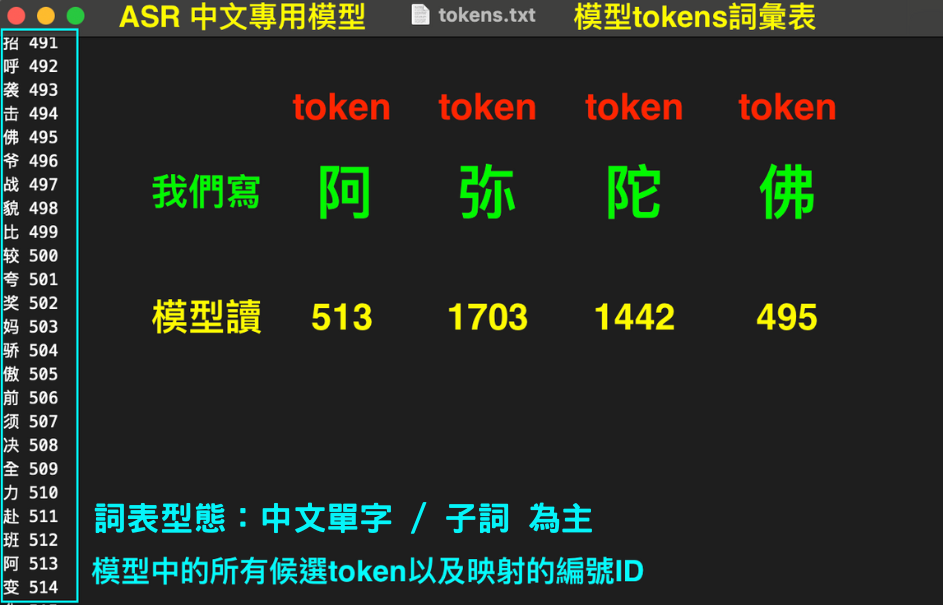 ASR 中文專用模型
tokens.txt
模型tokens詞彙表
招 491
呼 492
袭 493
击 494
佛 495
爷 496
战 497
貌 498
比 499
较 500
夸 501
奖 502
妈 503
骄 504
傲 505
前 506
须 507
决 508
全 509
力 510
赴 511
班 512
阿 513
变 514
token token token token
我們寫 阿 弥 陀 佛
模型讀 513 1703 1442 495
詞表型態：中文單字 / 子詞 為主
模型中的所有候選token以及映射的編號ID